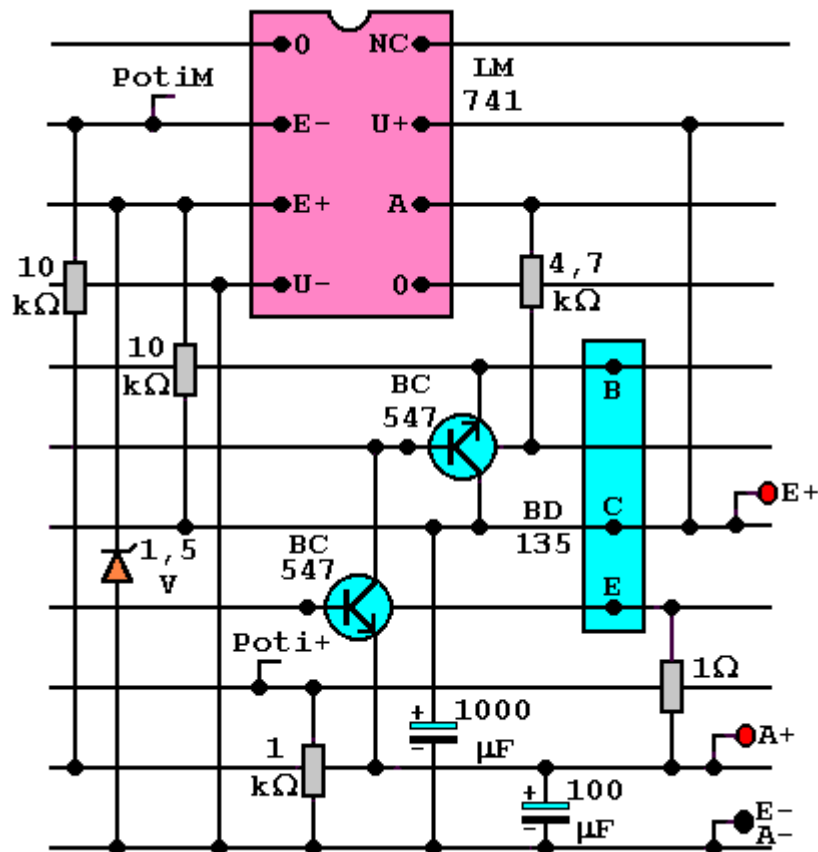 0 NC
LM
741
PotiM
E- U+
E+ A
10
kΩ
U- 0
4,7
kΩ
10
kΩ
BC
547
B
E+
C
BD
135
1,5
V
BC
547
E
Poti+
1Ω
+ 1000
- µF
A+
1
kΩ
+ 100
- µF
E-
A-